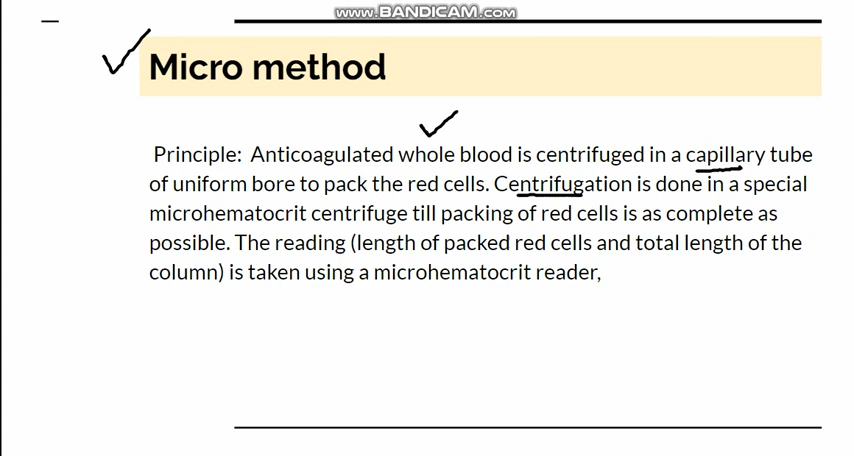 WWW.BANDICAM.COM
Micro method
Principle: Anticoagulated whole blood is centrifuged in a capillary tube
of uniform bore to pack the red cells. Centrifugation is done in a special
microhematocrit centrifuge till packing of red cells is as complete as
possible. The reading (length of packed red cells and total length of the
column) is taken using a microhematocrit reader,